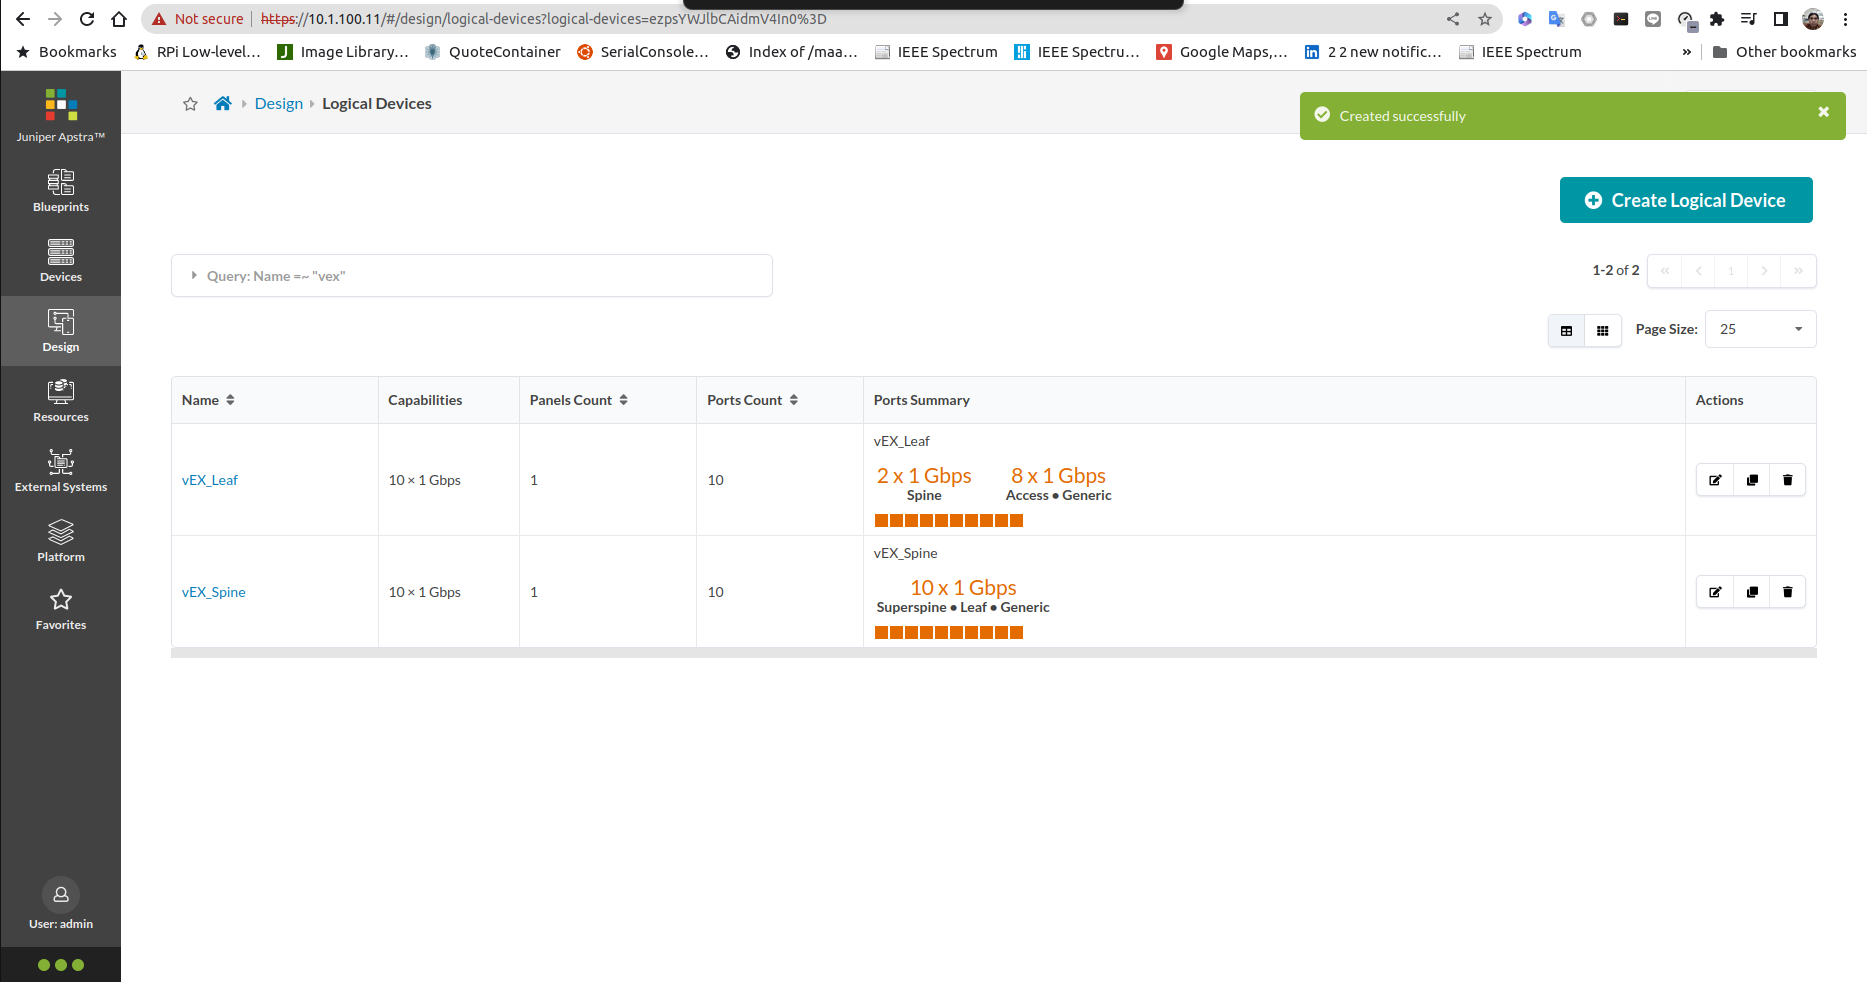 Not secure https://10.1.100.11/#/design/logical-devices?logical-devices=ezpsYWJlbCAidmV4In0%3D
Bookmarks RPi Low-level... Image Library,... QuoteContainer SerialConsole... Index of /maa... IEEE Spectrum IEEE Spectru... Google Maps,... 2 2 new notific... IEEE Spectrum » Other bookmarks
Juniper Apstra™
Blueprints
Devices
Design
Resources
External Systems
Platform
Favorites
User: admin
Design Logical Devices
Created successfully
Create Logical Device
Query: Name =~ "vex"
1-2 of 2 « < 1 > »
Page Size: 25
Name Capabilities Panels Count Ports Count Ports Summary Actions
vEX_Leaf 10 × 1 Gbps 1 10
vEX_Leaf
2 x 1 Gbps 8 x 1 Gbps
Spine Access • Generic
vEX_Spine 10 × 1 Gbps 1 10
vEX_Spine
10 x 1 Gbps
Superspine • Leaf • Generic